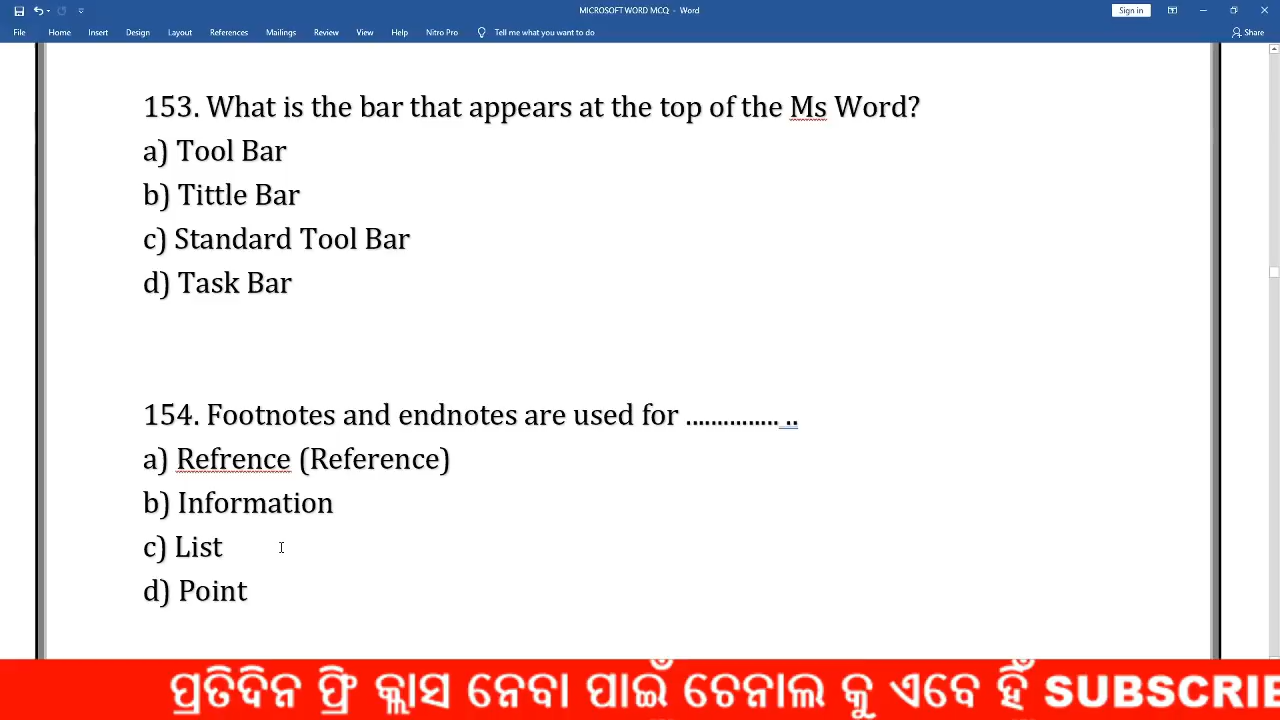 MICROSOFT WORD MCQ - Word
Sign in
File Home Insert Design Layout References Mailings Review View Help Nitro Pro Tell me what you want to do Share
153. What is the bar that appears at the top of the Ms Word?
a) Tool Bar
b) Tittle Bar
c) Standard Tool Bar
d) Task Bar
154. Footnotes and endnotes are used for ............... ..
a) Refrence (Reference)
b) Information
c) List
d) Point
ପ୍ରତିଦିନ ଫ୍ରି କ୍ଲାସ ନେବା ପାଇଁ ଚେନାଲ କୁ ଏବେ ହିଁ SUBSCRIBE